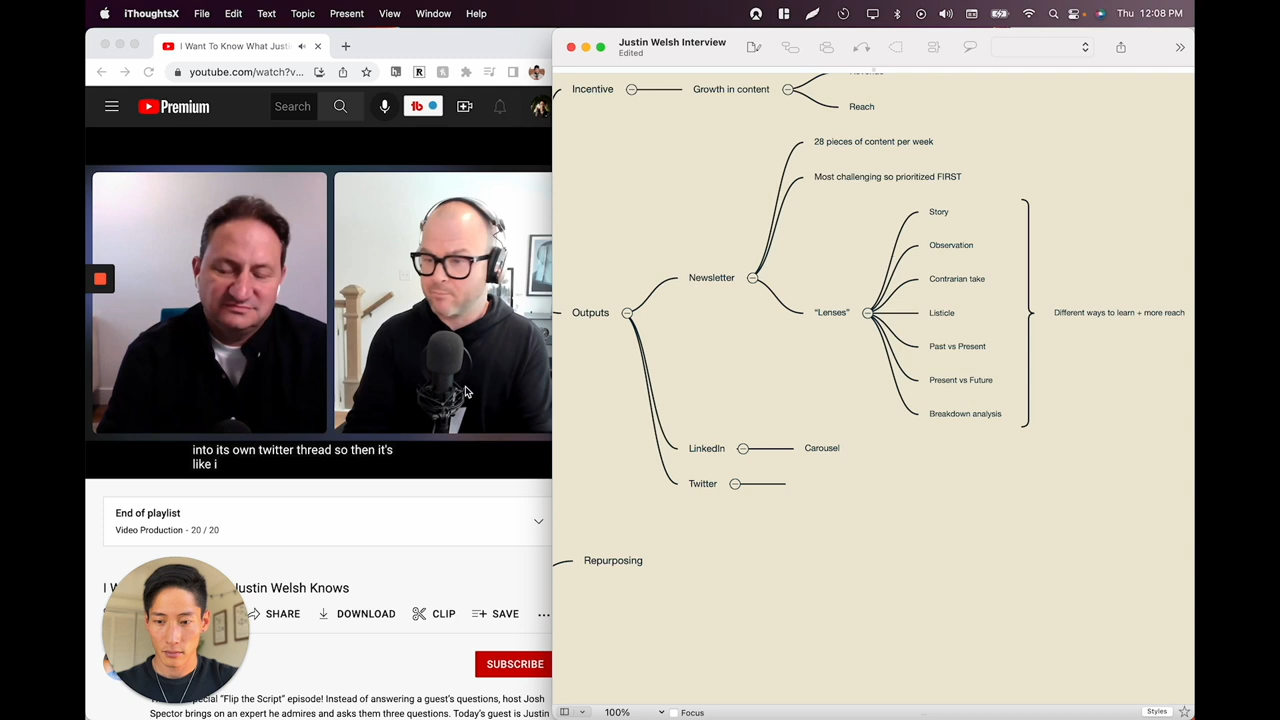 iThoughtsX File Edit Text Topic Present View Window Help
Thu 12:08 PM
I Want To Know What Justi
youtube.com/watch?v...
Premium
Search
into its own twitter thread so then it's
like i
End of playlist
Video Production - 20 / 20
I W
Justin Welsh Knows
SHARE DOWNLOAD CLIP SAVE ...
SUBSCRIBE
special “Flip the Script” episode! Instead of answering a guest’s questions, host Josh
Spector brings on an expert he admires and asks them three questions. Today’s guest is Justin
Justin Welsh Interview
Edited
Incentive
Growth in content
Revenue
Reach
Outputs
Newsletter
28 pieces of content per week
Most challenging so prioritized FIRST
“Lenses”
Story
Observation
Contrarian take
Listicle
Past vs Present
Present vs Future
Breakdown analysis
Different ways to learn + more reach
LinkedIn
Carousel
Twitter
Repurposing
100%
Focus
Styles